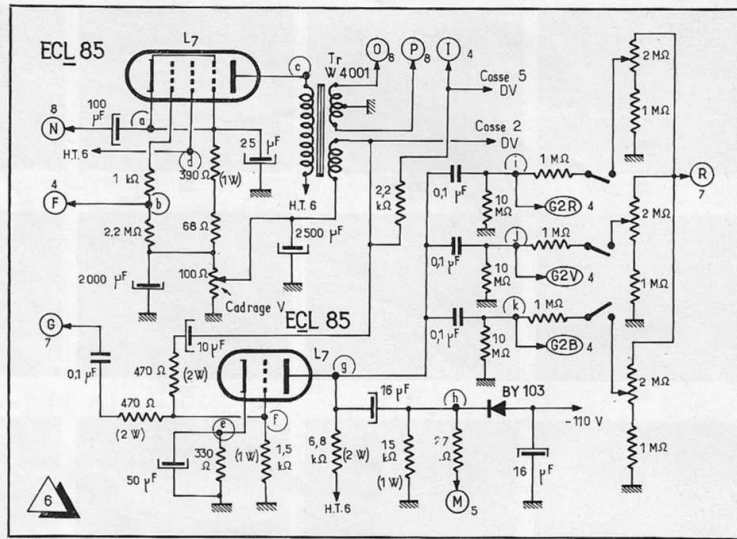 ECL 85
L7
c
Tr
W 4001
O 8
P 8
I 4
Casse 5
DV
Casse 2
DV
8
N
100
µF
a
H.T. 6
d
390Ω
(1W)
25
µF
1 kΩ
4
F
b
2,2 MΩ
68 Ω
2000
µF
100 Ω
Cadrage V
H.T. 6
2500
µF
2,2
kΩ
0,1 µF
10
MΩ
i
1 MΩ
G2R 4
2 MΩ
1 MΩ
0,1 µF
10
MΩ
j
1 MΩ
G2V 4
2 MΩ
1 MΩ
R
7
0,1 µF
10
MΩ
k
1 MΩ
G2B 4
2 MΩ
1 MΩ
G
7
0,1 µF
470
Ω
(2W)
10 µF
470 Ω
(2 W)
ECL 85
L7
g
e
f
50 µF
330
Ω
(1W)
1,5
kΩ
6,8
kΩ
(2 W)
H.T. 6
16 µF
15
kΩ
(1W)
h
M 5
BY 103
-110 V
16
µF
6